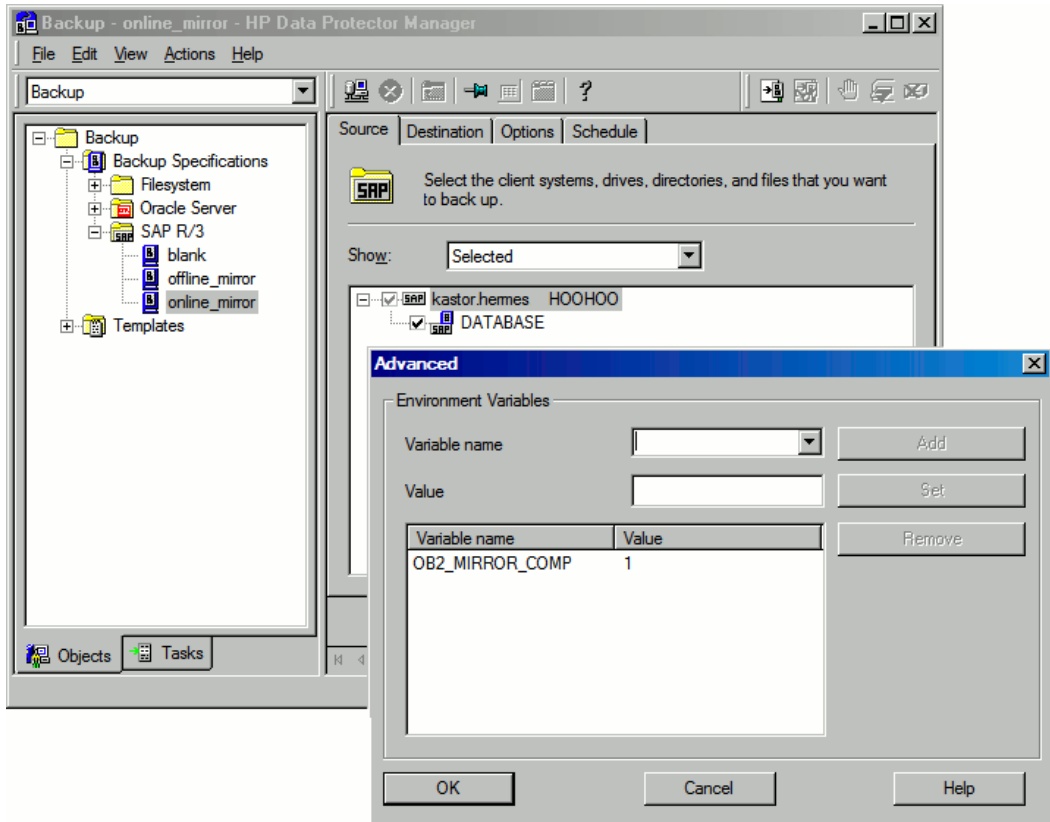 Backup - online_mirror - HP Data Protector Manager
File Edit View Actions Help
Backup
Source Destination Options Schedule
Backup
Backup Specifications
Filesystem
Oracle Server
SAP R/3
blank
offline_mirror
online_mirror
Templates
SAP
Select the client systems, drives, directories, and files that you want
to back up.
Show: Selected
SAP kastor.hermes HOOHOO
SAP DATABASE
Objects Tasks
Advanced
Environment Variables
Variable name Add
Value Set
Variable name Value Remove
OB2_MIRROR_COMP 1
OK Cancel Help